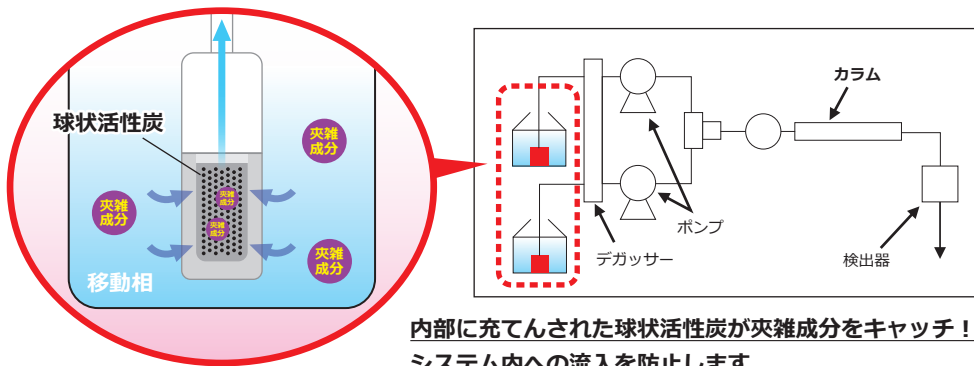 球状活性炭
夾雑
成分
夾雑
成分
夾雑
成分
夾雑
成分
夾雑
成分
移動相
カラム
ポンプ
デガッサー
検出器
内部に充てんされた球状活性炭が夾雑成分をキャッチ!
システム内への流入を防止します